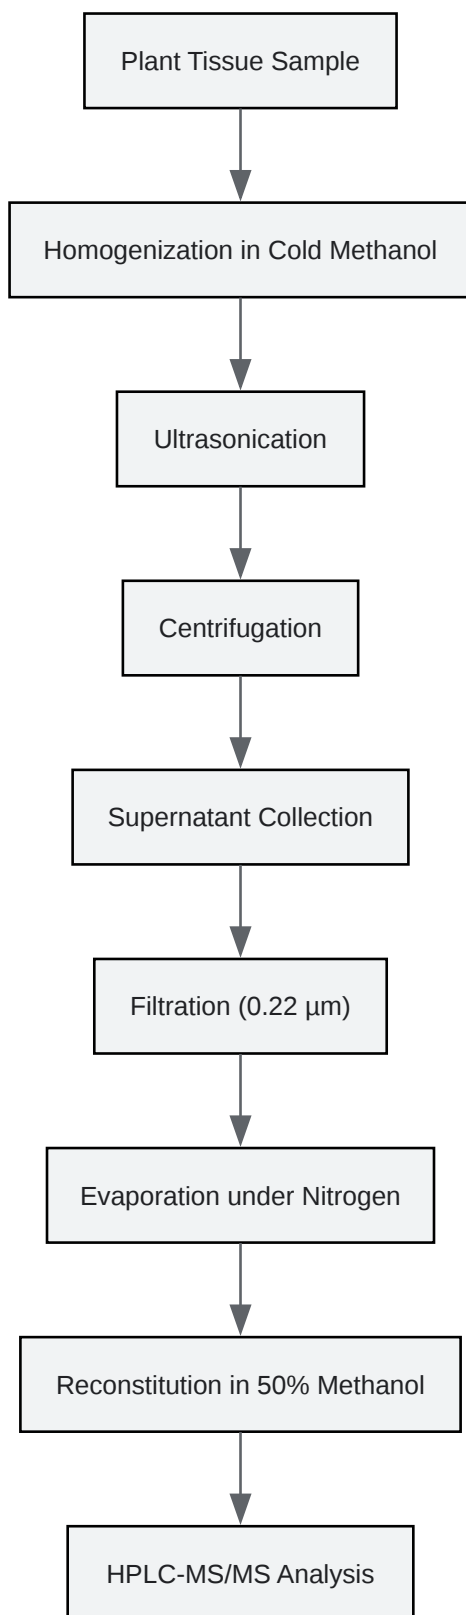 Plant Tissue Sample
Homogenization in Cold Methanol
Ultrasonication
Centrifugation
Supernatant Collection
Filtration (0.22 µm)
Evaporation under Nitrogen
Reconstitution in 50% Methanol
HPLC-MS/MS Analysis